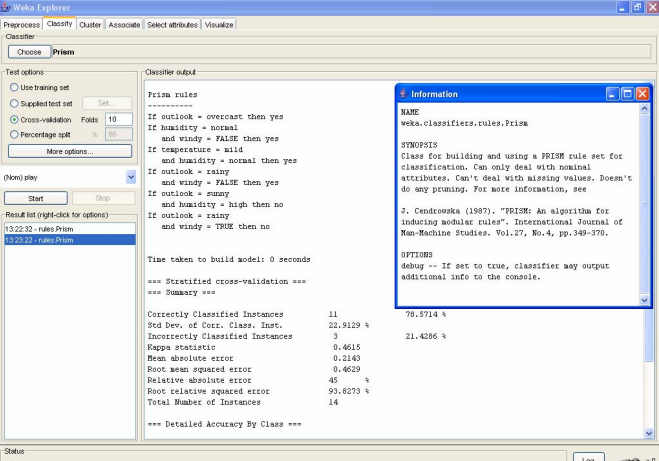 Weka Explorer
Preprocess Classify Cluster Associate Select attributes Visualize
Classifier
Choose Prism
Test options
Use training set
Supplied test set Set...
Cross-validation Folds 10
Percentage split % 66
More options...
(Nom) play
Start Stop
Result list (right-click for options)
13:22:32 - rules.Prism
13:23:22 - rules.Prism
Classifier output
Prism rules
----------
If outlook = overcast then yes
If humidity = normal
and windy = FALSE then yes
If temperature = mild
and humidity = normal then yes
If outlook = rainy
and windy = FALSE then yes
If outlook = sunny
and humidity = high then no
If outlook = rainy
and windy = TRUE then no
Time taken to build model: 0 seconds
=== Stratified cross-validation ===
=== Summary ===
Correctly Classified Instances 11 78.5714 %
Std Dev. of Corr. Class. Inst. 22.9129 %
Incorrectly Classified Instances 3 21.4286 %
Kappa statistic 0.4615
Mean absolute error 0.2143
Root mean squared error 0.4629
Relative absolute error 45 %
Root relative squared error 93.8273 %
Total Number of Instances 14
=== Detailed Accuracy By Class ===
Information
NAME
weka.classifiers.rules.Prism
SYNOPSIS
Class for building and using a PRISM rule set for
classification. Can only deal with nominal
attributes. Can't deal with missing values. Doesn't
do any pruning. For more information, see
J. Cendrowska (1987). "PRISM: An algorithm for
inducing modular rules". International Journal of
Man-Machine Studies. Vol.27, No.4, pp.349-370.
OPTIONS
debug -- If set to true, classifier may output
additional info to the console.
Status
Log x 0